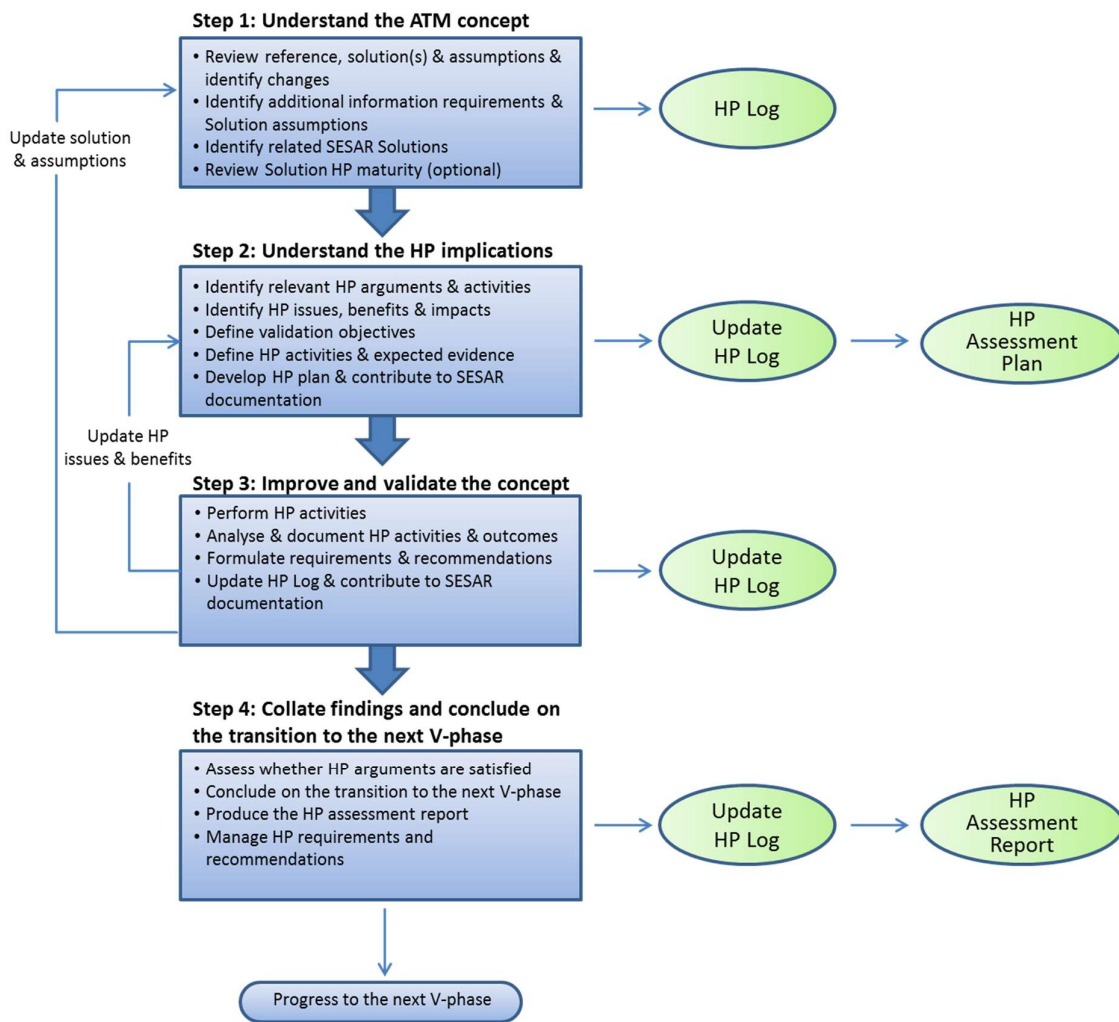 Step 1: Understand the ATM concept
• Review reference, solution(s) & assumptions &
identify changes
• Identify additional information requirements &
Solution assumptions
• Identify related SESAR Solutions
• Review Solution HP maturity (optional)
HP Log
Update solution
& assumptions
Step 2: Understand the HP implications
• Identify relevant HP arguments & activities
• Identify HP issues, benefits & impacts
• Define validation objectives
• Define HP activities & expected evidence
• Develop HP plan & contribute to SESAR
documentation
Update
HP Log
HP
Assessment
Plan
Update HP
issues & benefits
Step 3: Improve and validate the concept
• Perform HP activities
• Analyse & document HP activities & outcomes
• Formulate requirements & recommendations
• Update HP Log & contribute to SESAR
documentation
Update
HP Log
Step 4: Collate findings and conclude on
the transition to the next V-phase
• Assess whether HP arguments are satisfied
• Conclude on the transition to the next V-phase
• Produce the HP assessment report
• Manage HP requirements and
recommendations
Update
HP Log
HP
Assessment
Report
Progress to the next V-phase